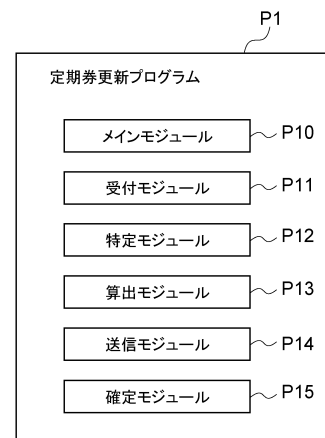 P1
定期券更新プログラム
メインモジュール P10
受付モジュール P11
特定モジュール P12
算出モジュール P13
送信モジュール P14
確定モジュール P15